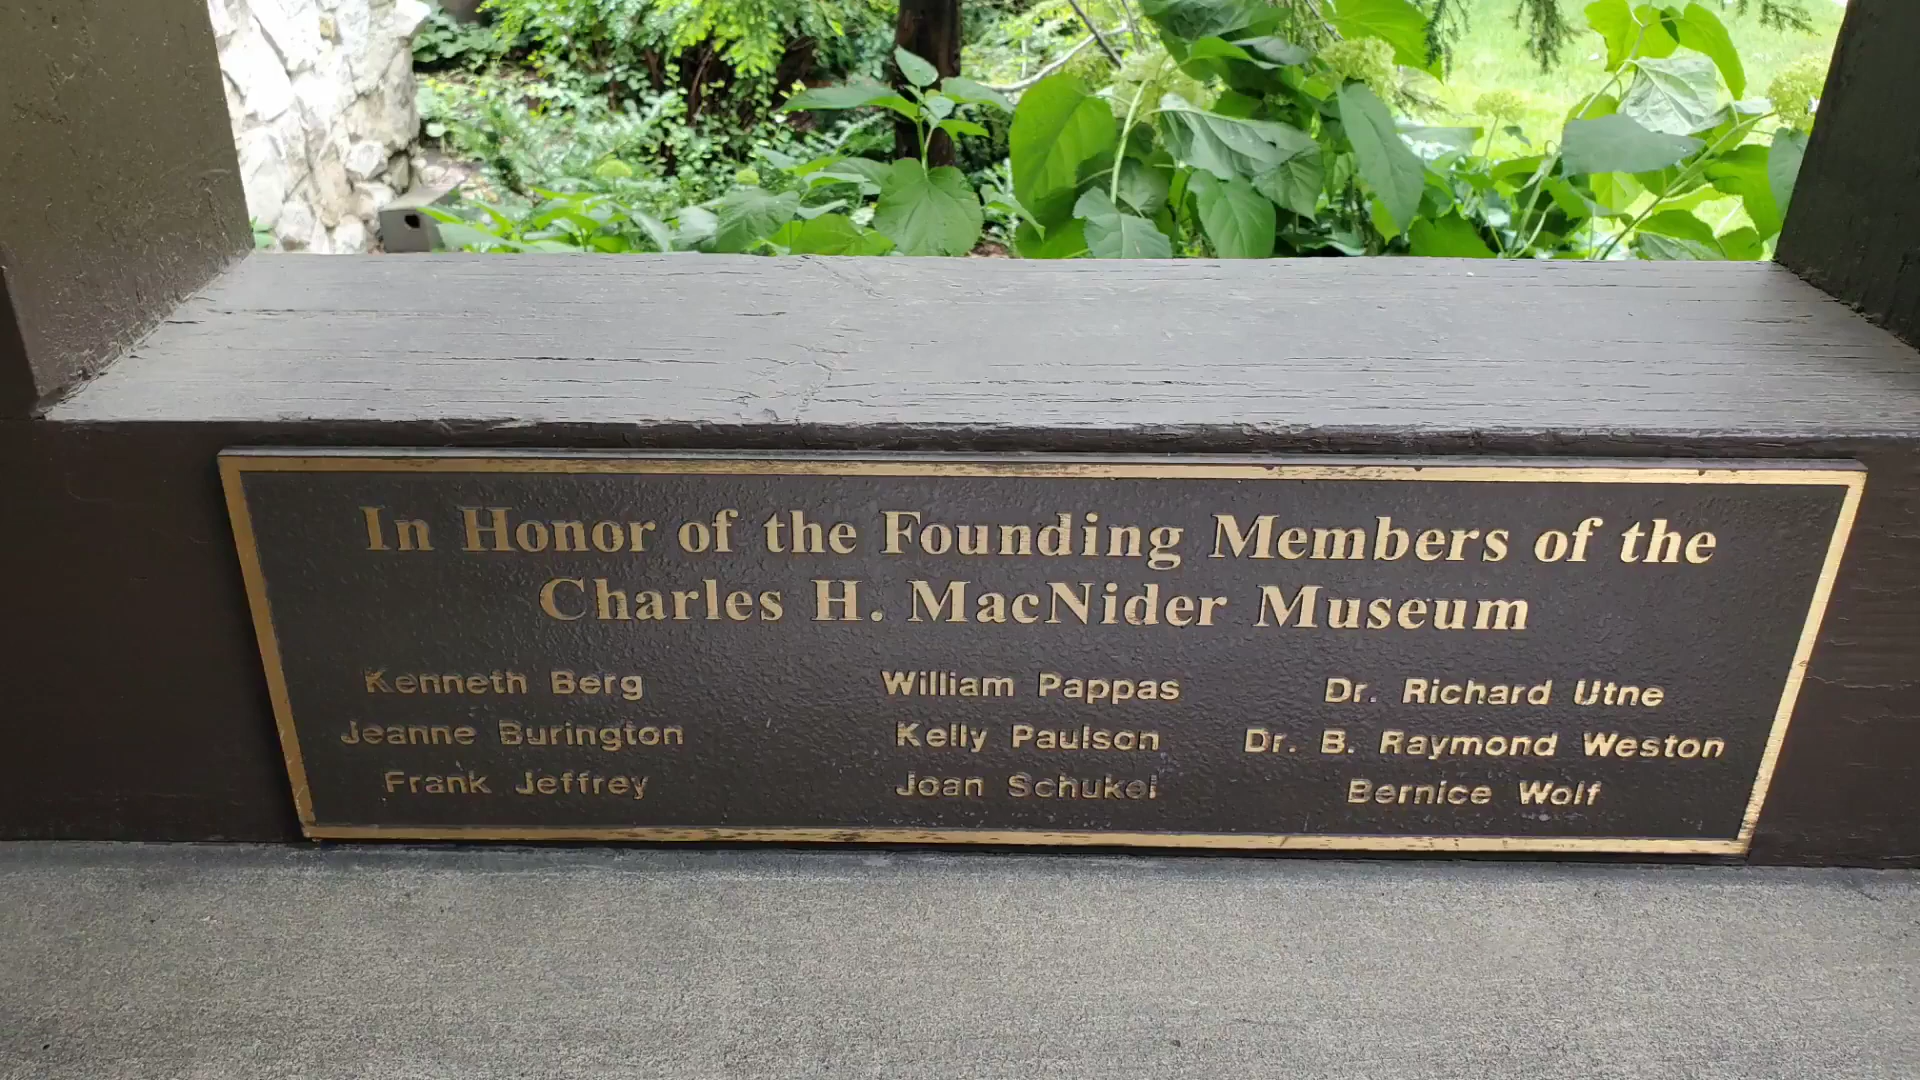 In Honor of the Founding Members of the
Charles H. MacNider Museum
Kenneth Berg William Pappas Dr. Richard Utne
Jeanne Burington Kelly Paulson Dr. B. Raymond Weston
Frank Jeffrey Joan Schukei Bernice Wolf